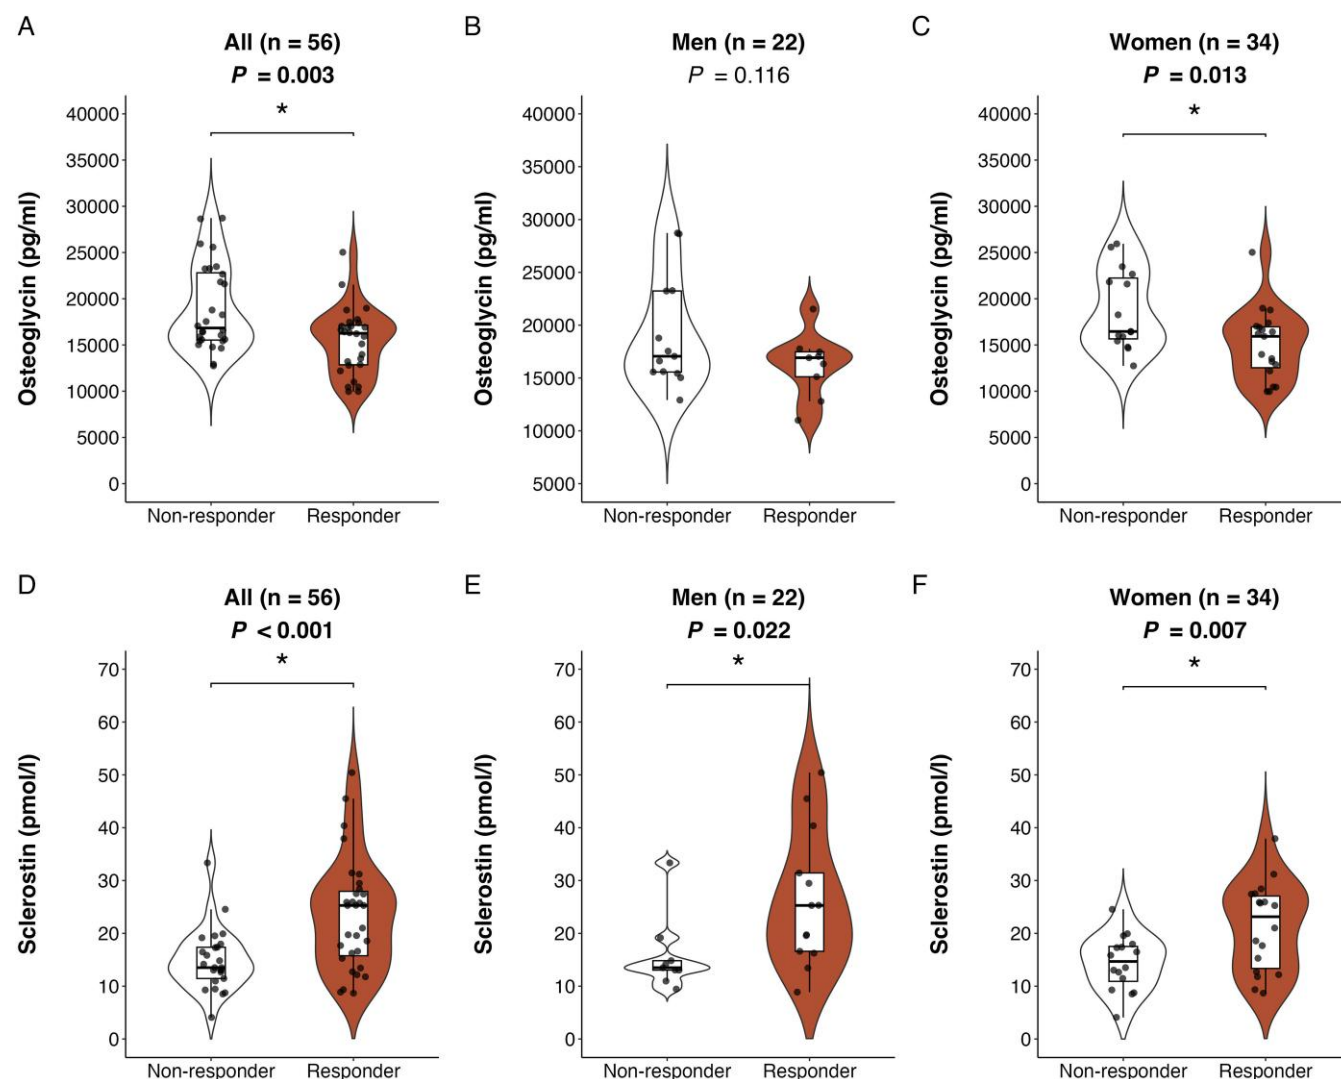 A
All (n = 56)
P = 0.003
*
Osteoglycin (pg/ml)
40000
35000
30000
25000
20000
15000
10000
5000
0
Non-responder
Responder
B
Men (n = 22)
P = 0.116
Osteoglycin (pg/ml)
40000
35000
30000
25000
20000
15000
10000
5000
Non-responder
Responder
C
Women (n = 34)
P = 0.013
*
Osteoglycin (pg/ml)
40000
35000
30000
25000
20000
15000
10000
5000
0
Non-responder
Responder
D
All (n = 56)
P < 0.001
*
Sclerostin (pmol/l)
70
60
50
40
30
20
10
0
Non-responder
Responder
E
Men (n = 22)
P = 0.022
*
Sclerostin (pmol/l)
70
60
50
40
30
20
10
0
Non-responder
Responder
F
Women (n = 34)
P = 0.007
*
Sclerostin (pmol/l)
70
60
50
40
30
20
10
0
Non-responder
Responder